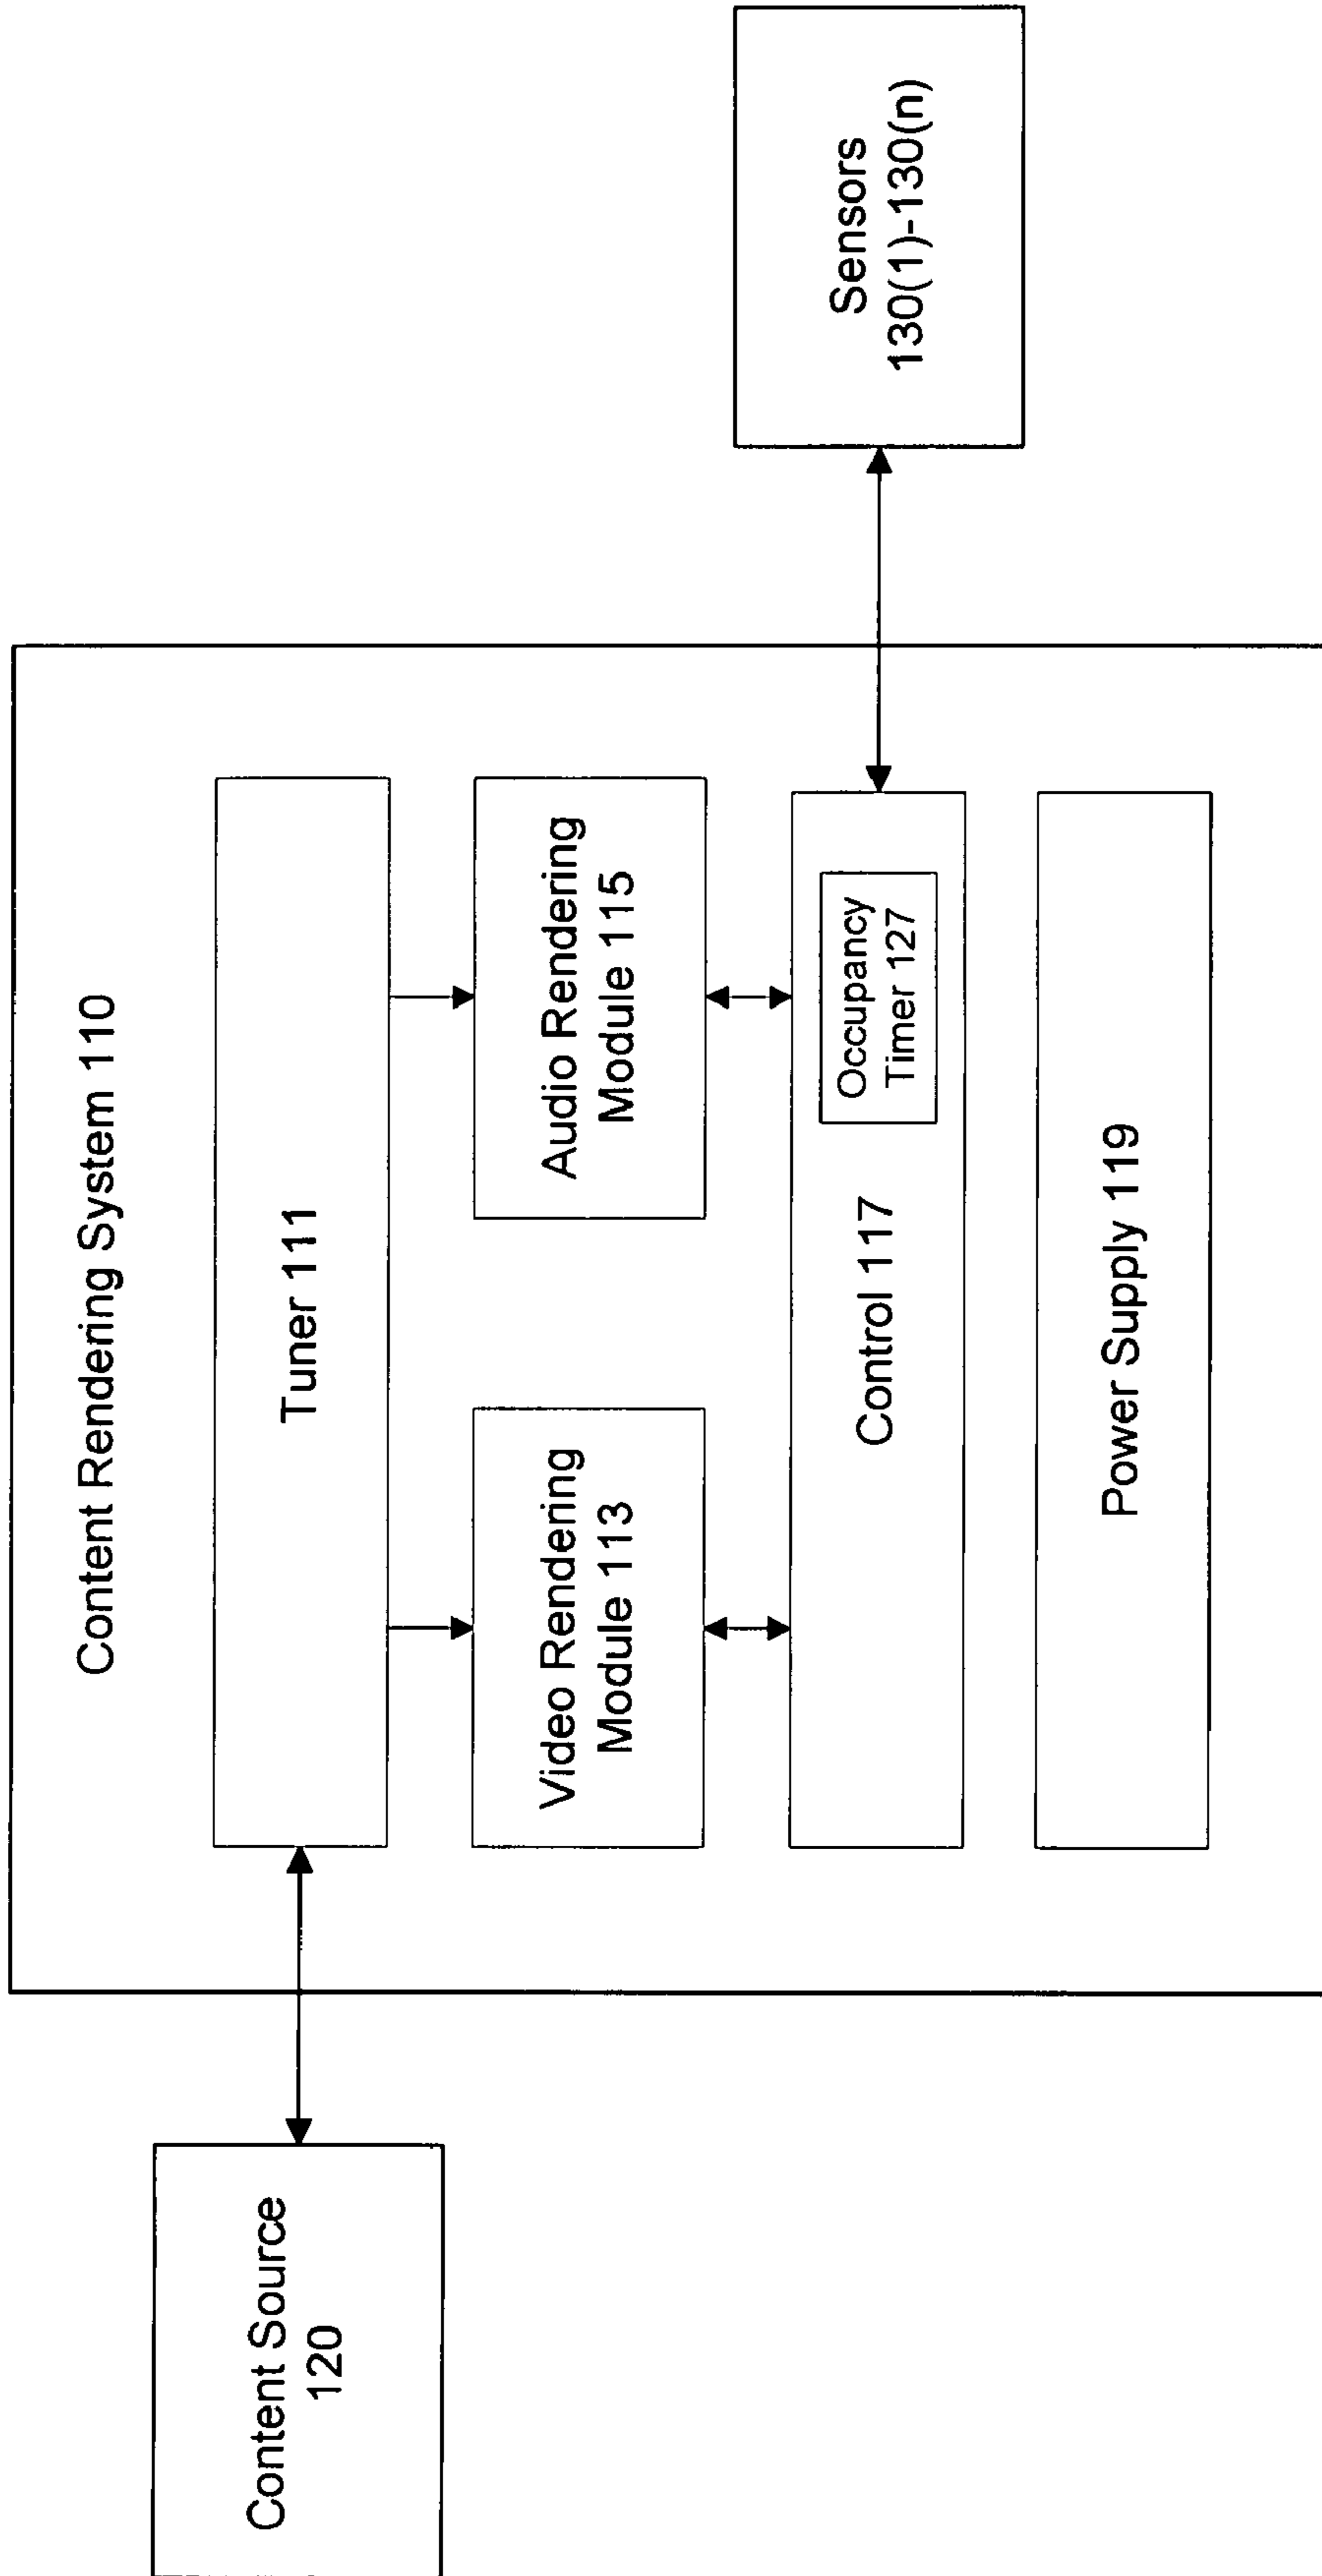 Content Rendering System 110
Content Source
120
Tuner 111
Video Rendering
Module 113
Audio Rendering
Module 115
Control 117
Occupancy
Timer 127
Power Supply 119
Sensors
130(1)-130(n)